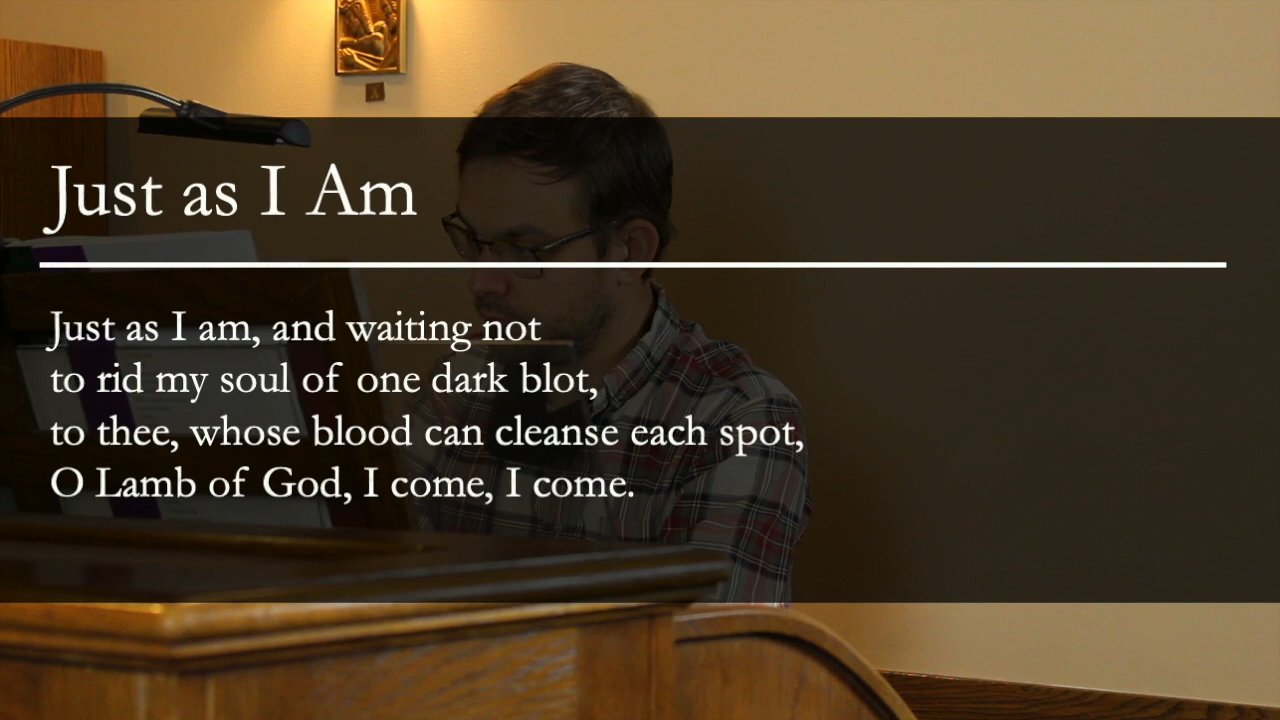 Just as I Am
Just as I am, and waiting not
to rid my soul of one dark blot,
to thee, whose blood can cleanse each spot,
O Lamb of God, I come, I come.